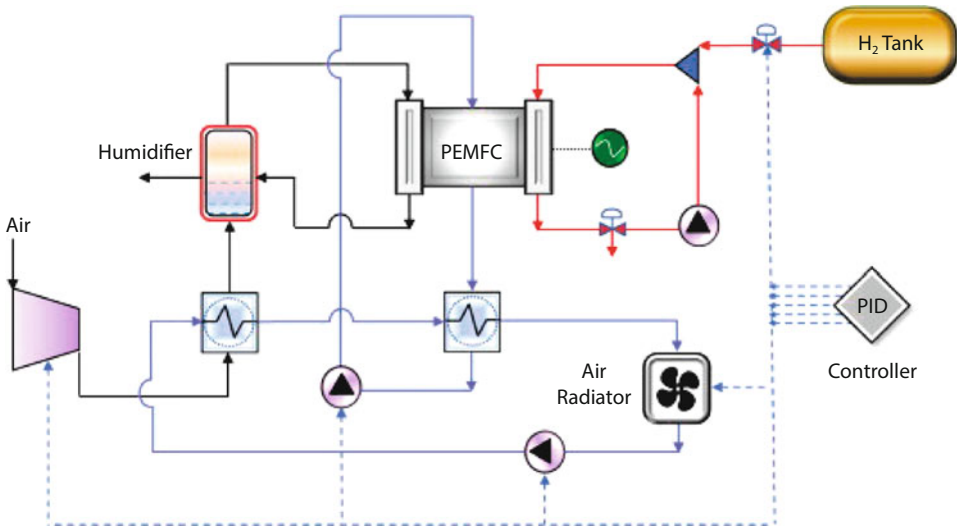 H₂ Tank
PEMFC
Humidifier
Air
PID
Controller
Air
Radiator